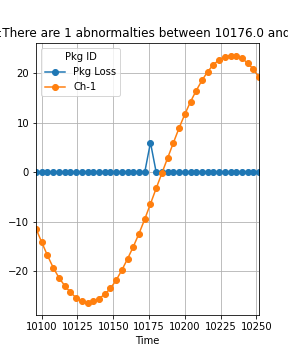 :There are 1 abnormalties between 10176.0 and
Pkg ID
Pkg Loss
Ch-1
20
10
0
−10
−20
10100 10125 10150 10175 10200 10225 10250
Time